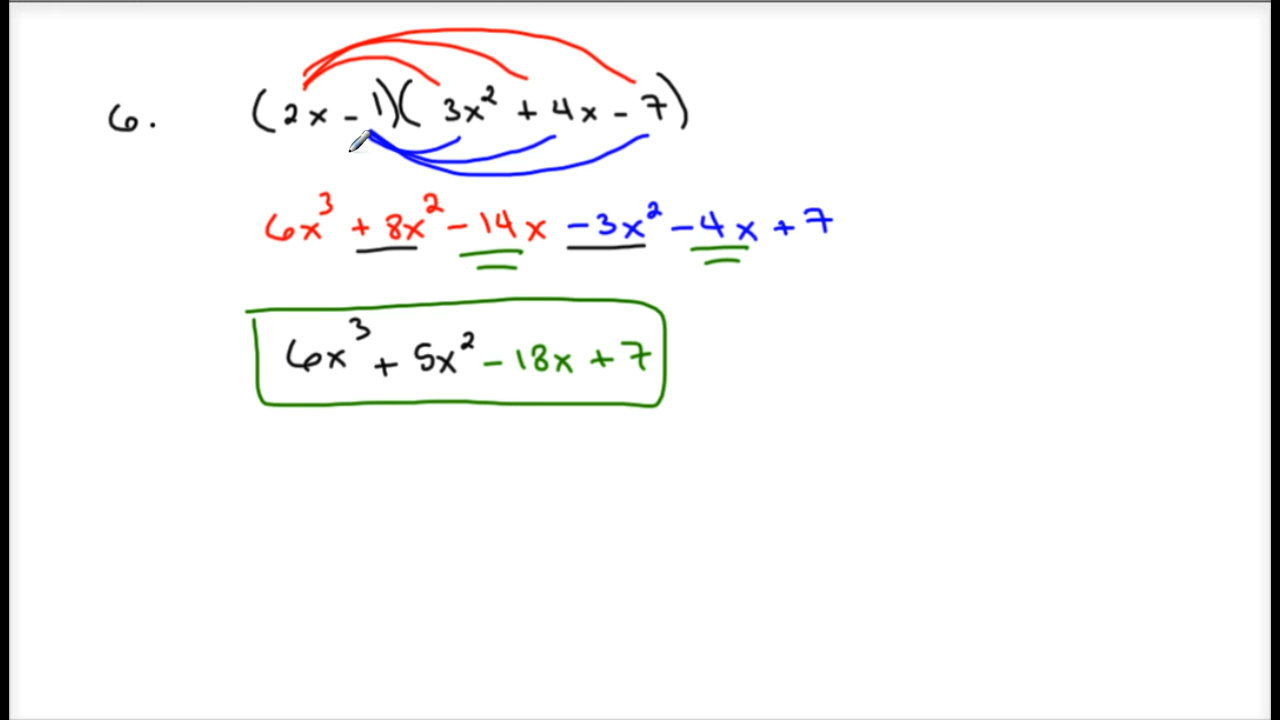 6. (2x - 1)(3x² + 4x - 7)
6x³ + 8x² - 14x - 3x² - 4x + 7
6x³ + 5x² - 18x + 7